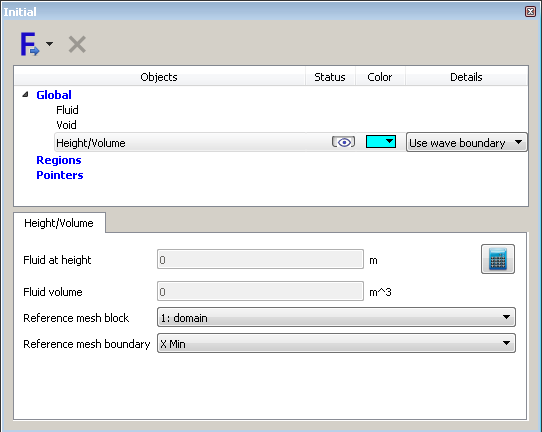 Initial
F
Objects Status Color Details
Global
Fluid
Void
Height/Volume Use wave boundary
Regions
Pointers
Height/Volume
Fluid at height 0 m
Fluid volume 0 m^3
Reference mesh block 1: domain
Reference mesh boundary X Min